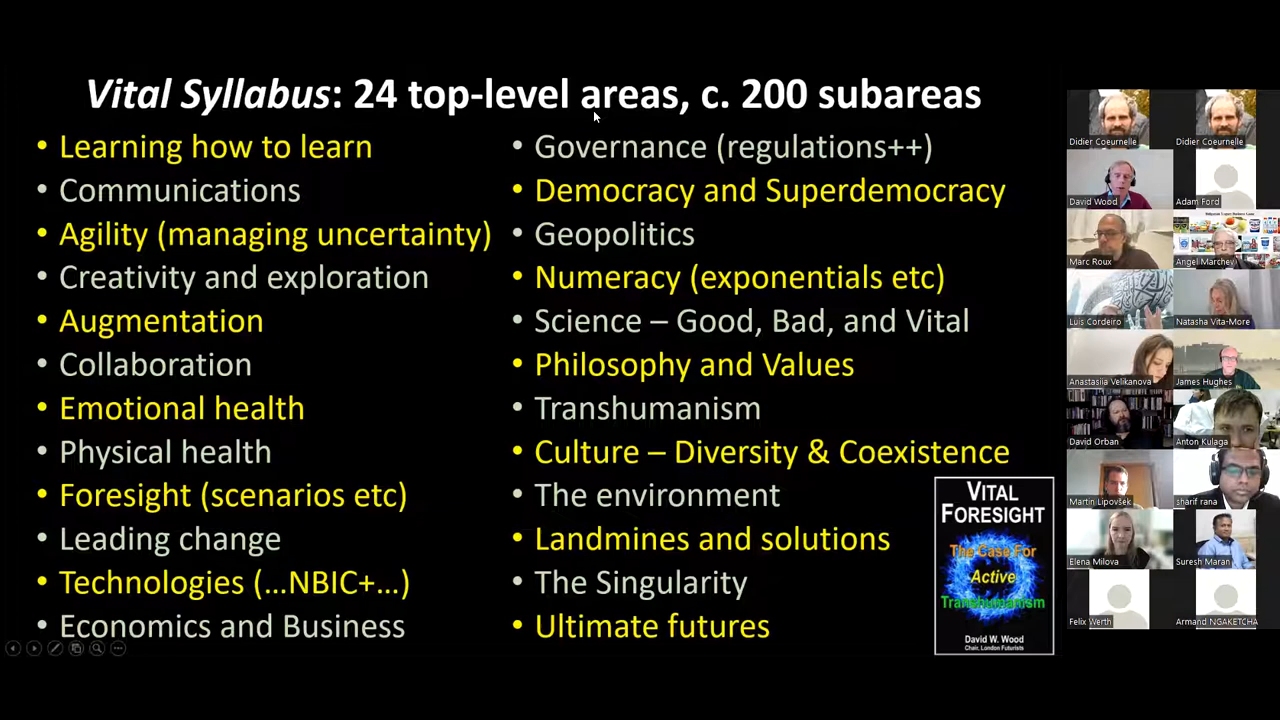 Vital Syllabus: 24 top-level areas, c. 200 subareas
• Learning how to learn
• Communications
• Agility (managing uncertainty)
• Creativity and exploration
• Augmentation
• Collaboration
• Emotional health
• Physical health
• Foresight (scenarios etc)
• Leading change
• Technologies (…NBIC+…)
• Economics and Business
• Governance (regulations++)
• Democracy and Superdemocracy
• Geopolitics
• Numeracy (exponentials etc)
• Science – Good, Bad, and Vital
• Philosophy and Values
• Transhumanism
• Culture – Diversity & Coexistence
• The environment
• Landmines and solutions
• The Singularity
• Ultimate futures
VITAL
FORESIGHT
The Case For
Active
Transhumanism
David W. Wood
Chair, London Futurists
Didier Coeurnelle
Didier Coeurnelle
David Wood
Adam Ford
Marc Roux
Angel Marchev
Luis Cordeiro
Natasha Vita-More
Anastasiia Velikanova
James Hughes
David Orban
Anton Kulaga
Martin Lipovšek
sharif rana
Elena Milova
Suresh Maran
Felix Werth
Armand NGAKETCHA